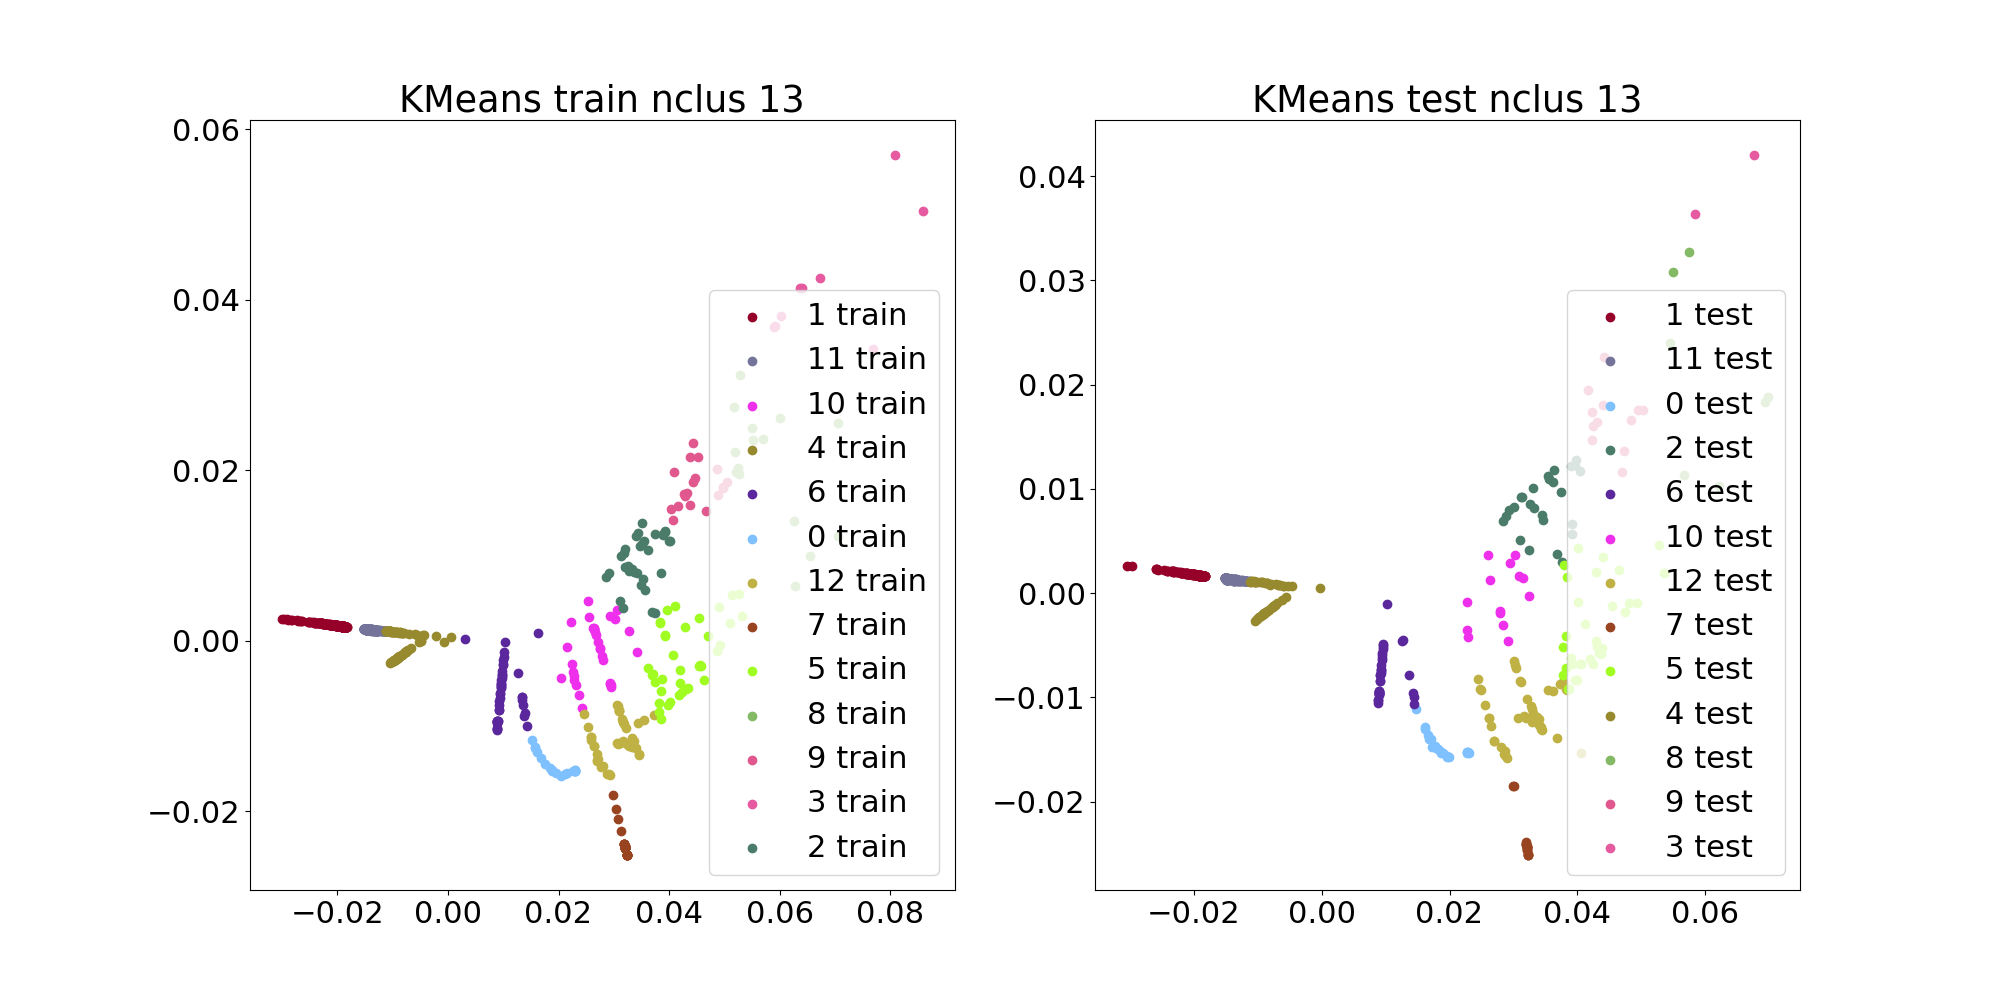 KMeans train nclus 13
0.06
0.04
0.02
0.00
−0.02
−0.02 0.00 0.02 0.04 0.06 0.08
1 train
11 train
10 train
4 train
6 train
0 train
12 train
7 train
5 train
8 train
9 train
3 train
2 train
KMeans test nclus 13
0.04
0.03
0.02
0.01
0.00
−0.01
−0.02
−0.02 0.00 0.02 0.04 0.06
1 test
11 test
0 test
2 test
6 test
10 test
12 test
7 test
5 test
4 test
8 test
9 test
3 test